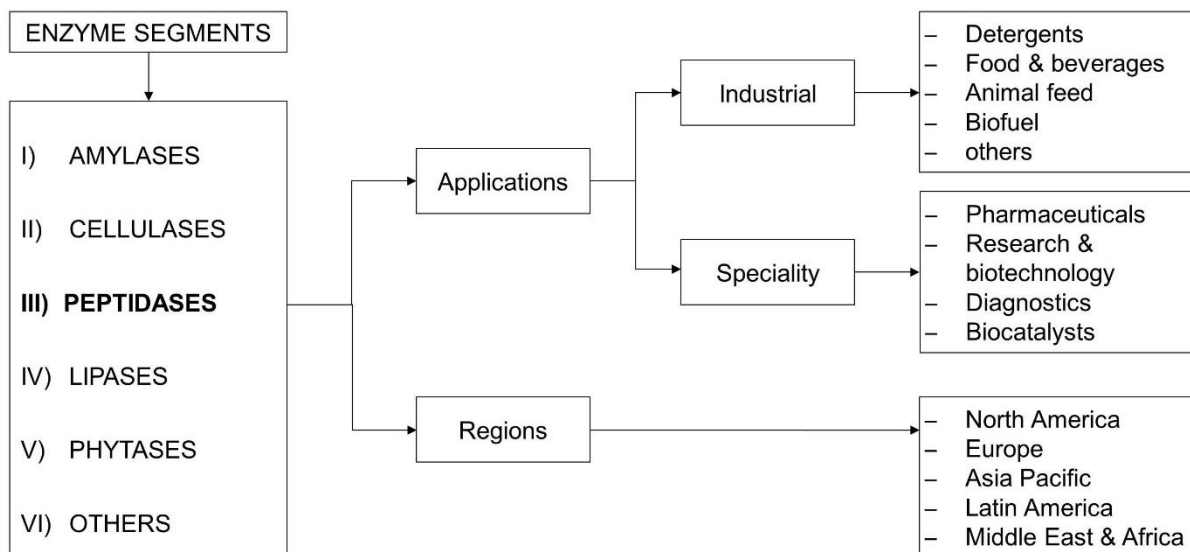 ENZYME SEGMENTS
I) AMYLASES
II) CELLULASES
III) PEPTIDASES
IV) LIPASES
V) PHYTASES
VI) OTHERS
Applications
Regions
Industrial
Speciality
– Detergents
– Food & beverages
– Animal feed
– Biofuel
– others
– Pharmaceuticals
– Research &
biotechnology
– Diagnostics
– Biocatalysts
– North America
– Europe
– Asia Pacific
– Latin America
– Middle East & Africa